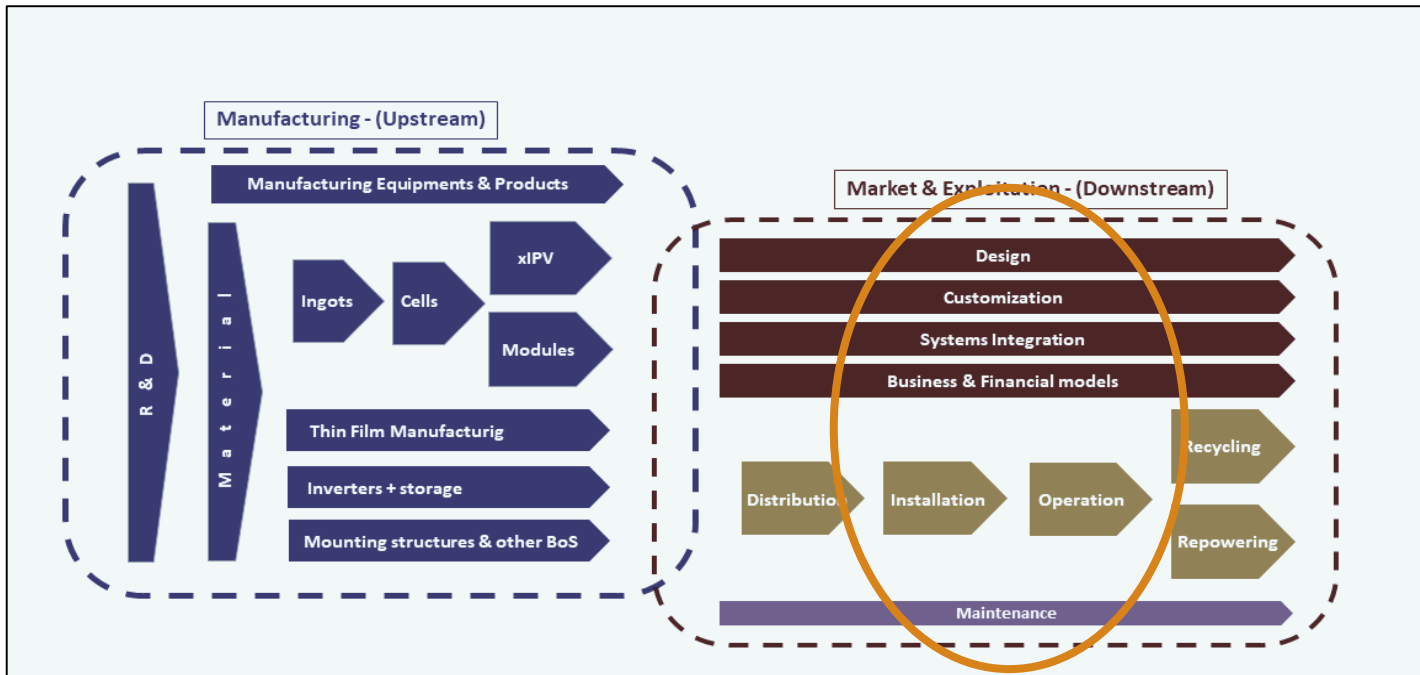 Manufacturing - (Upstream)
Manufacturing Equipments & Products
R & D
Material
Ingots
Cells
xIPV
Modules
Thin Film Manufacturig
Inverters + storage
Mounting structures & other BoS
Market & Exploitation - (Downstream)
Design
Customization
Systems Integration
Business & Financial models
Distribution
Installation
Operation
Recycling
Repowering
Maintenance